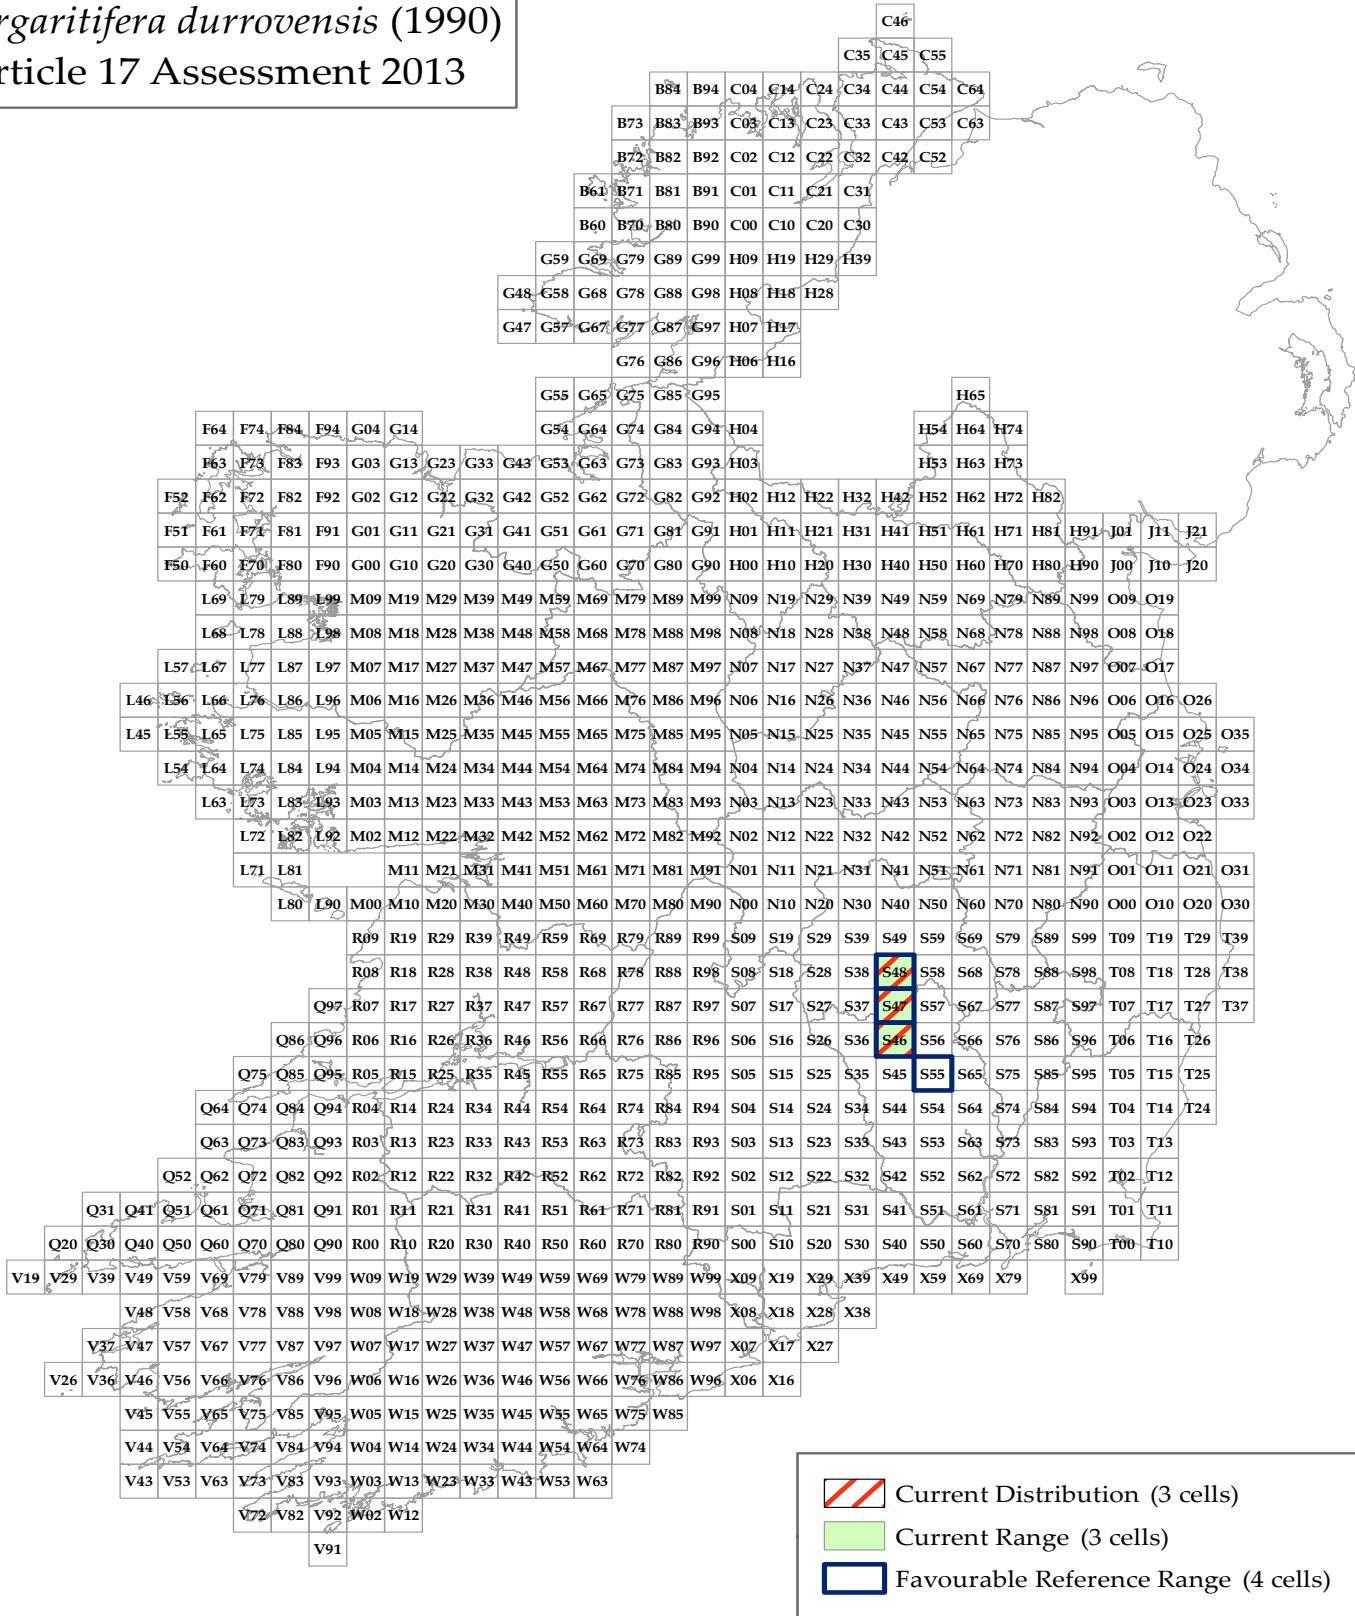 rgaritifera durrovensis (1990)
rticle 17 Assessment 2013
C46
C35 C45 C55
B84 B94 C04 C14 C24 C34 C44 C54 C64
B73 B83 B93 C03 C13 C23 C33 C43 C53 C63
B72 B82 B92 C02 C12 C22 C32 C42 C52
B61 B71 B81 B91 C01 C11 C21 C31
B60 B70 B80 B90 C00 C10 C20 C30
G59 G69 G79 G89 G99 H09 H19 H29 H39
G48 G58 G68 G78 G88 G98 H08 H18 H28
G47 G57 G67 G77 G87 G97 H07 H17
G76 G86 G96 H06 H16
G55 G65 G75 G85 G95 H65
F64 F74 F84 F94 G04 G14 G54 G64 G74 G84 G94 H04 H54 H64 H74
F63 F73 F83 F93 G03 G13 G23 G33 G43 G53 G63 G73 G83 G93 H03 H53 H63 H73
F52 F62 F72 F82 F92 G02 G12 G22 G32 G42 G52 G62 G72 G82 G92 H02 H12 H22 H32 H42 H52 H62 H72 H82
F51 F61 F71 F81 F91 G01 G11 G21 G31 G41 G51 G61 G71 G81 G91 H01 H11 H21 H31 H41 H51 H61 H71 H81 H91 J01 J11 J21
F50 F60 F70 F80 F90 G00 G10 G20 G30 G40 G50 G60 G70 G80 G90 H00 H10 H20 H30 H40 H50 H60 H70 H80 H90 J00 J10 J20
L69 L79 L89 L99 M09 M19 M29 M39 M49 M59 M69 M79 M89 M99 N09 N19 N29 N39 N49 N59 N69 N79 N89 N99 O09 O19
L68 L78 L88 L98 M08 M18 M28 M38 M48 M58 M68 M78 M88 M98 N08 N18 N28 N38 N48 N58 N68 N78 N88 N98 O08 O18
L57 L67 L77 L87 L97 M07 M17 M27 M37 M47 M57 M67 M77 M87 M97 N07 N17 N27 N37 N47 N57 N67 N77 N87 N97 O07 O17
L46 L56 L66 L76 L86 L96 M06 M16 M26 M36 M46 M56 M66 M76 M86 M96 N06 N16 N26 N36 N46 N56 N66 N76 N86 N96 O06 O16 O26
L45 L55 L65 L75 L85 L95 M05 M15 M25 M35 M45 M55 M65 M75 M85 M95 N05 N15 N25 N35 N45 N55 N65 N75 N85 N95 O05 O15 O25 O35
L54 L64 L74 L84 L94 M04 M14 M24 M34 M44 M54 M64 M74 M84 M94 N04 N14 N24 N34 N44 N54 N64 N74 N84 N94 O04 O14 O24 O34
L63 L73 L83 L93 M03 M13 M23 M33 M43 M53 M63 M73 M83 M93 N03 N13 N23 N33 N43 N53 N63 N73 N83 N93 O03 O13 O23 O33
L72 L82 L92 M02 M12 M22 M32 M42 M52 M62 M72 M82 M92 N02 N12 N22 N32 N42 N52 N62 N72 N82 N92 O02 O12 O22
L71 L81 M11 M21 M31 M41 M51 M61 M71 M81 M91 N01 N11 N21 N31 N41 N51 N61 N71 N81 N91 O01 O11 O21 O31
L80 L90 M00 M10 M20 M30 M40 M50 M60 M70 M80 M90 N00 N10 N20 N30 N40 N50 N60 N70 N80 N90 O00 O10 O20 O30
R09 R19 R29 R39 R49 R59 R69 R79 R89 R99 S09 S19 S29 S39 S49 S59 S69 S79 S89 S99 T09 T19 T29 T39
R08 R18 R28 R38 R48 R58 R68 R78 R88 R98 S08 S18 S28 S38 S48 S58 S68 S78 S88 S98 T08 T18 T28 T38
Q97 R07 R17 R27 R37 R47 R57 R67 R77 R87 R97 S07 S17 S27 S37 S47 S57 S67 S77 S87 S97 T07 T17 T27 T37
Q86 Q96 R06 R16 R26 R36 R46 R56 R66 R76 R86 R96 S06 S16 S26 S36 S46 S56 S66 S76 S86 S96 T06 T16 T26
Q75 Q85 Q95 R05 R15 R25 R35 R45 R55 R65 R75 R85 R95 S05 S15 S25 S35 S45 S55 S65 S75 S85 S95 T05 T15 T25
Q64 Q74 Q84 Q94 R04 R14 R24 R34 R44 R54 R64 R74 R84 R94 S04 S14 S24 S34 S44 S54 S64 S74 S84 S94 T04 T14 T24
Q63 Q73 Q83 Q93 R03 R13 R23 R33 R43 R53 R63 R73 R83 R93 S03 S13 S23 S33 S43 S53 S63 S73 S83 S93 T03 T13
Q52 Q62 Q72 Q82 Q92 R02 R12 R22 R32 R42 R52 R62 R72 R82 R92 S02 S12 S22 S32 S42 S52 S62 S72 S82 S92 T02 T12
Q31 Q41 Q51 Q61 Q71 Q81 Q91 R01 R11 R21 R31 R41 R51 R61 R71 R81 R91 S01 S11 S21 S31 S41 S51 S61 S71 S81 S91 T01 T11
Q20 Q30 Q40 Q50 Q60 Q70 Q80 Q90 R00 R10 R20 R30 R40 R50 R60 R70 R80 R90 S00 S10 S20 S30 S40 S50 S60 S70 S80 S90 T00 T10
V19 V29 V39 V49 V59 V69 V79 V89 V99 W09 W19 W29 W39 W49 W59 W69 W79 W89 W99 X09 X19 X29 X39 X49 X59 X69 X79 X99
V48 V58 V68 V78 V88 V98 W08 W18 W28 W38 W48 W58 W68 W78 W88 W98 X08 X18 X28 X38
V37 V47 V57 V67 V77 V87 V97 W07 W17 W27 W37 W47 W57 W67 W77 W87 W97 X07 X17 X27
V26 V36 V46 V56 V66 V76 V86 V96 W06 W16 W26 W36 W46 W56 W66 W76 W86 W96 X06 X16
V45 V55 V65 V75 V85 V95 W05 W15 W25 W35 W45 W55 W65 W75 W85
V44 V54 V64 V74 V84 V94 W04 W14 W24 W34 W44 W54 W64 W74
V43 V53 V63 V73 V83 V93 W03 W13 W23 W33 W43 W53 W63
V72 V82 V92 W02 W12
V91
Current Distribution (3 cells)
Current Range (3 cells)
Favourable Reference Range (4 cells)